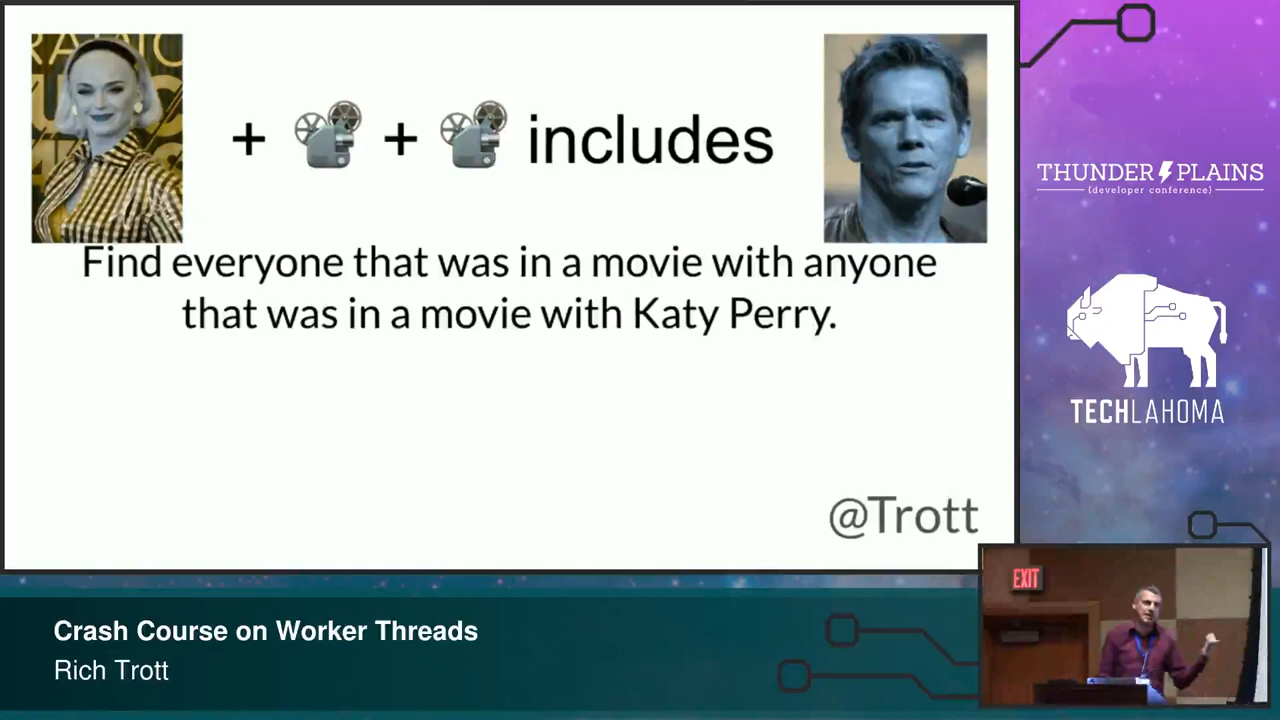 + + includes
Find everyone that was in a movie with anyone
that was in a movie with Katy Perry.
@Trott
THUNDER PLAINS
{developer conference}
TECHLAHOMA
EXIT
Crash Course on Worker Threads
Rich Trott